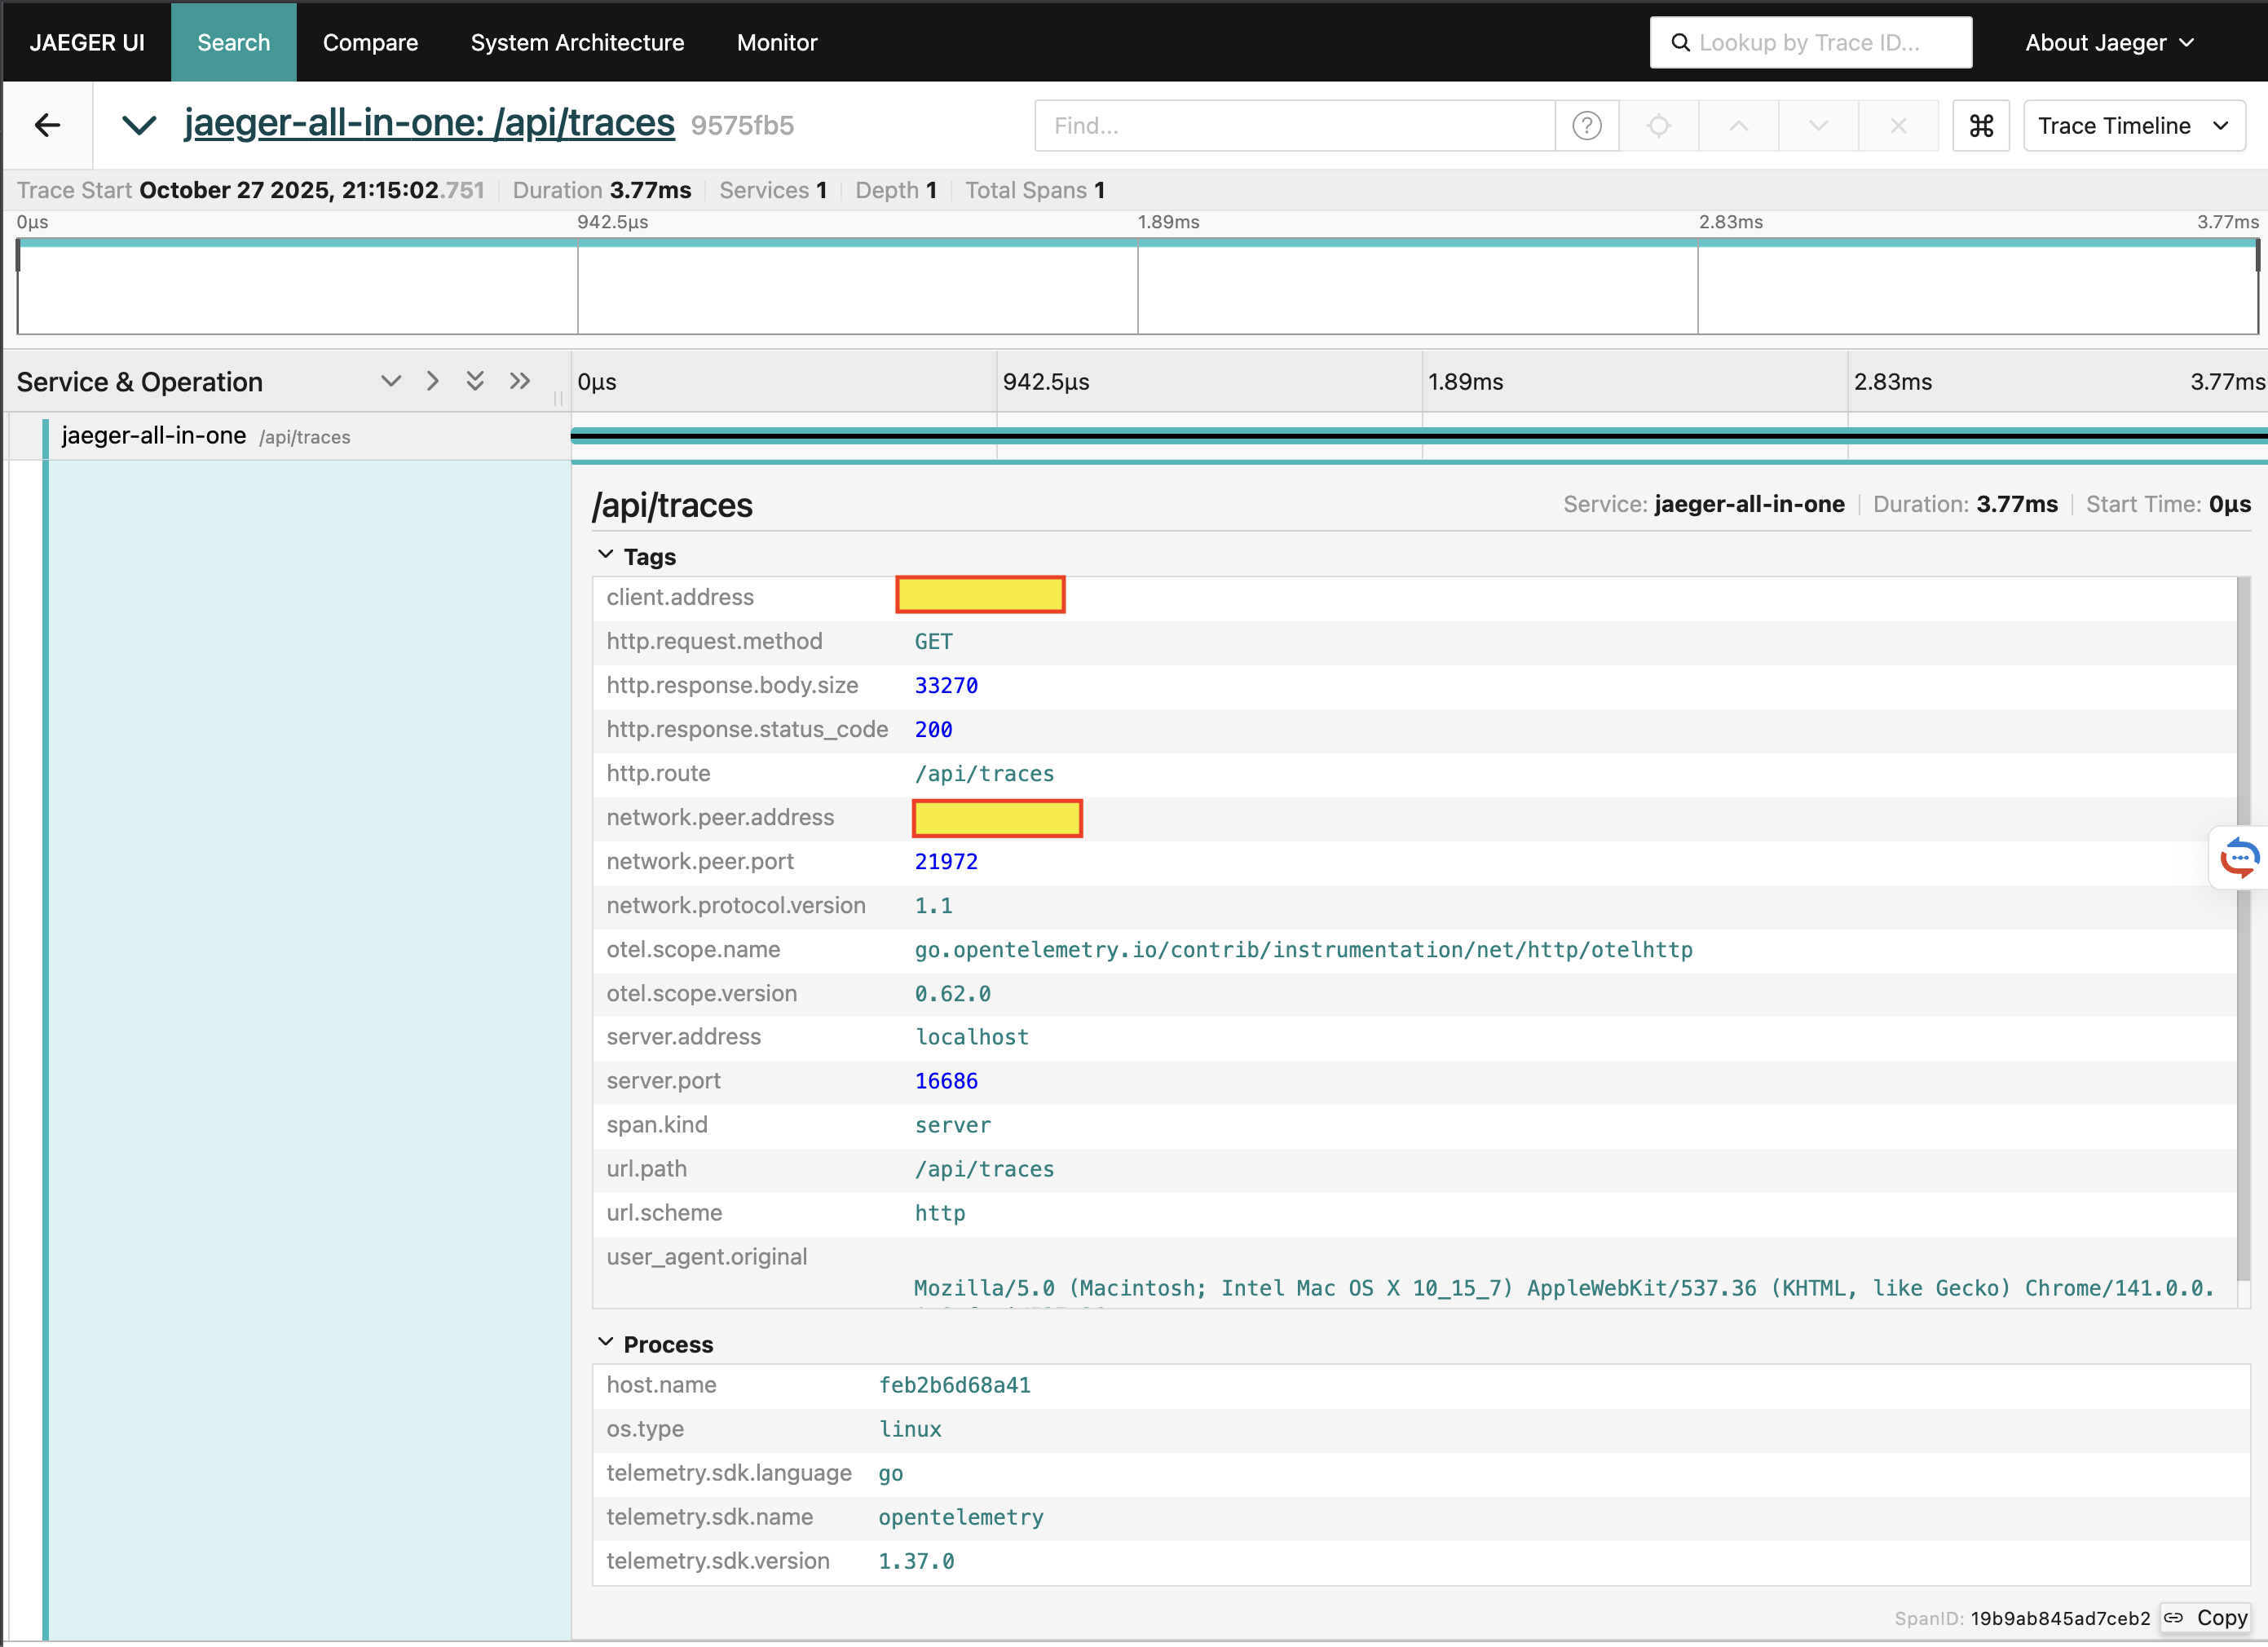 JAEGER UI Search Compare System Architecture Monitor Lookup by Trace ID... About Jaeger
jaeger-all-in-one: /api/traces 9575fb5 Find... Trace Timeline
Trace Start October 27 2025, 21:15:02.751 Duration 3.77ms Services 1 Depth 1 Total Spans 1
0μs 942.5μs 1.89ms 2.83ms 3.77ms
Service & Operation 0μs 942.5μs 1.89ms 2.83ms 3.77ms
jaeger-all-in-one /api/traces
/api/traces Service: jaeger-all-in-one Duration: 3.77ms Start Time: 0μs
Tags
client.address
http.request.method GET
http.response.body.size 33270
http.response.status_code 200
http.route /api/traces
network.peer.address
network.peer.port 21972
network.protocol.version 1.1
otel.scope.name go.opentelemetry.io/contrib/instrumentation/net/http/otelhttp
otel.scope.version 0.62.0
server.address localhost
server.port 16686
span.kind server
url.path /api/traces
url.scheme http
user_agent.original
Mozilla/5.0 (Macintosh; Intel Mac OS X 10_15_7) AppleWebKit/537.36 (KHTML, like Gecko) Chrome/141.0.0.
Process
host.name feb2b6d68a41
os.type linux
telemetry.sdk.language go
telemetry.sdk.name opentelemetry
telemetry.sdk.version 1.37.0
SpanID: 19b9ab845ad7ceb2 Copy